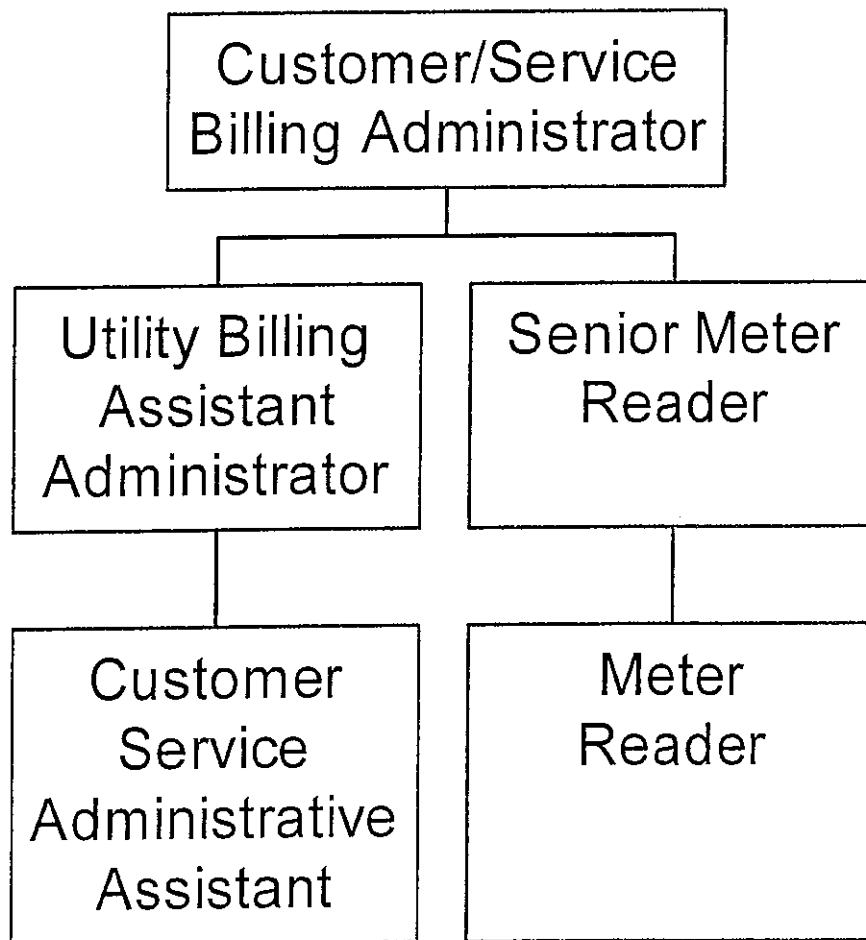 Customer/Service
Billing Administrator
Utility Billing
Assistant
Administrator
Senior Meter
Reader
Customer
Service
Administrative
Assistant
Meter
Reader